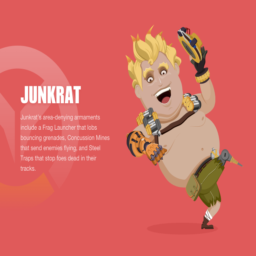 JUNKRAT
Junkrat's area-denying armaments
include a Frag Launcher that lobs
bouncing grenades, Concussion Mines
that send enemies flying, and Steel
Traps that stop foes dead in their
tracks.